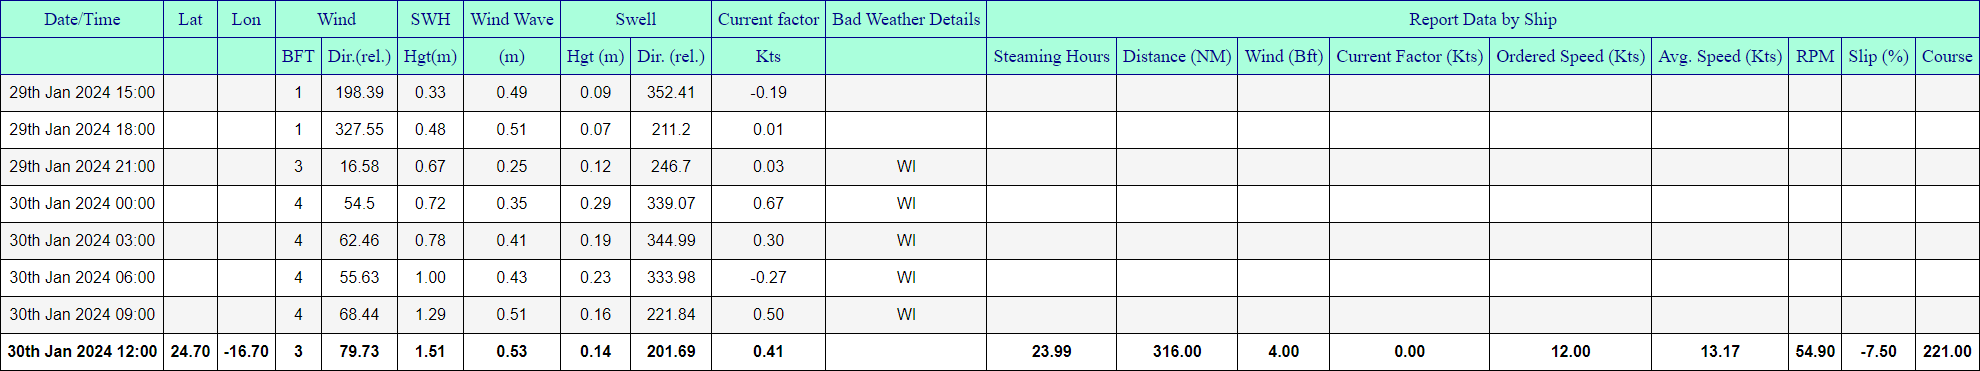 Date/Time Lat Lon Wind SWH Wind Wave Swell Current factor Bad Weather Details Report Data by Ship
BFT Dir.(rel.) Hgt(m) (m) Hgt (m) Dir. (rel.) Kts Steaming Hours Distance (NM) Wind (Bft) Current Factor (Kts) Ordered Speed (Kts) Avg. Speed (Kts) RPM Slip (%) Course
29th Jan 2024 15:00 1 198.39 0.33 0.49 0.09 352.41 -0.19
29th Jan 2024 18:00 1 327.55 0.48 0.51 0.07 211.2 0.01
29th Jan 2024 21:00 3 16.58 0.67 0.25 0.12 246.7 0.03 WI
30th Jan 2024 00:00 4 54.5 0.72 0.35 0.29 339.07 0.67 WI
30th Jan 2024 03:00 4 62.46 0.78 0.41 0.19 344.99 0.30 WI
30th Jan 2024 06:00 4 55.63 1.00 0.43 0.23 333.98 -0.27 WI
30th Jan 2024 09:00 4 68.44 1.29 0.51 0.16 221.84 0.50 WI
30th Jan 2024 12:00 24.70 -16.70 3 79.73 1.51 0.53 0.14 201.69 0.41 23.99 316.00 4.00 0.00 12.00 13.17 54.90 -7.50 221.00